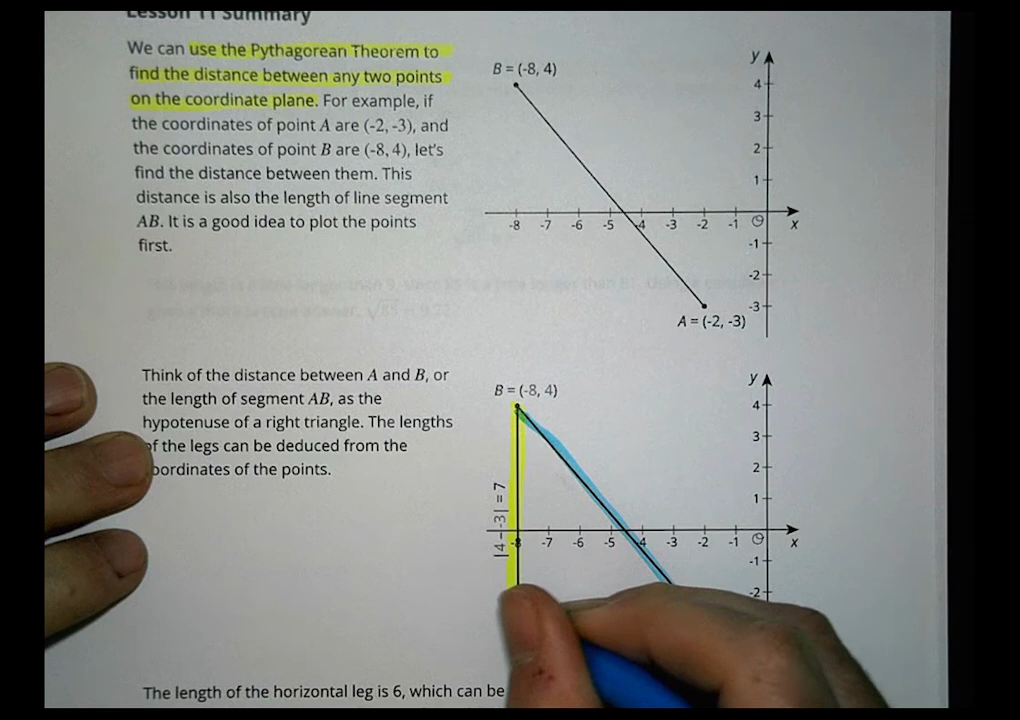 Lesson 11 Summary
We can use the Pythagorean Theorem to
find the distance between any two points
on the coordinate plane. For example, if
the coordinates of point A are (-2, -3), and
the coordinates of point B are (-8, 4), let's
find the distance between them. This
distance is also the length of line segment
AB. It is a good idea to plot the points
first.
B = (-8, 4)
y
4
3
2
1
-8 -7 -6 -5 -4 -3 -2 -1 O x
-1
-2
-3
A = (-2, -3)
Think of the distance between A and B, or
the length of segment AB, as the
hypotenuse of a right triangle. The lengths
of the legs can be deduced from the
coordinates of the points.
B = (-8, 4)
y
4
3
2
1
|4 - -3| = 7
-8 -7 -6 -5 -4 -3 -2 -1 O x
-1
-2
The length of the horizontal leg is 6, which can be